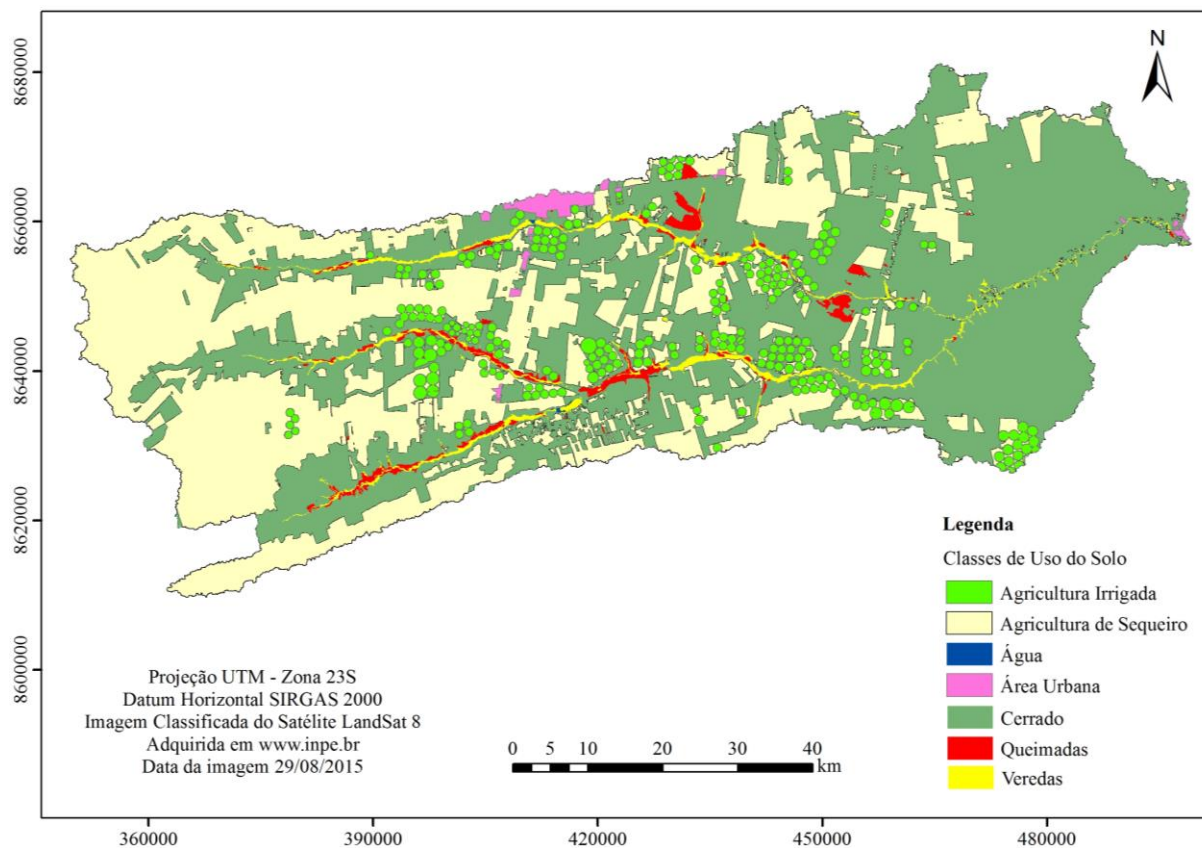 N
8680000
8660000
8640000
8620000
8600000
Legenda
Classes de Uso do Solo
Agricultura Irrigada
Agricultura de Sequeiro
Água
Área Urbana
Cerrado
Queimadas
Veredas
Projeção UTM - Zona 23S
Datum Horizontal SIRGAS 2000
Imagem Classificada do Satélite LandSat 8
Adquirida em www.inpe.br
Data da imagem 29/08/2015
0 5 10 20 30 40
km
360000 390000 420000 450000 480000